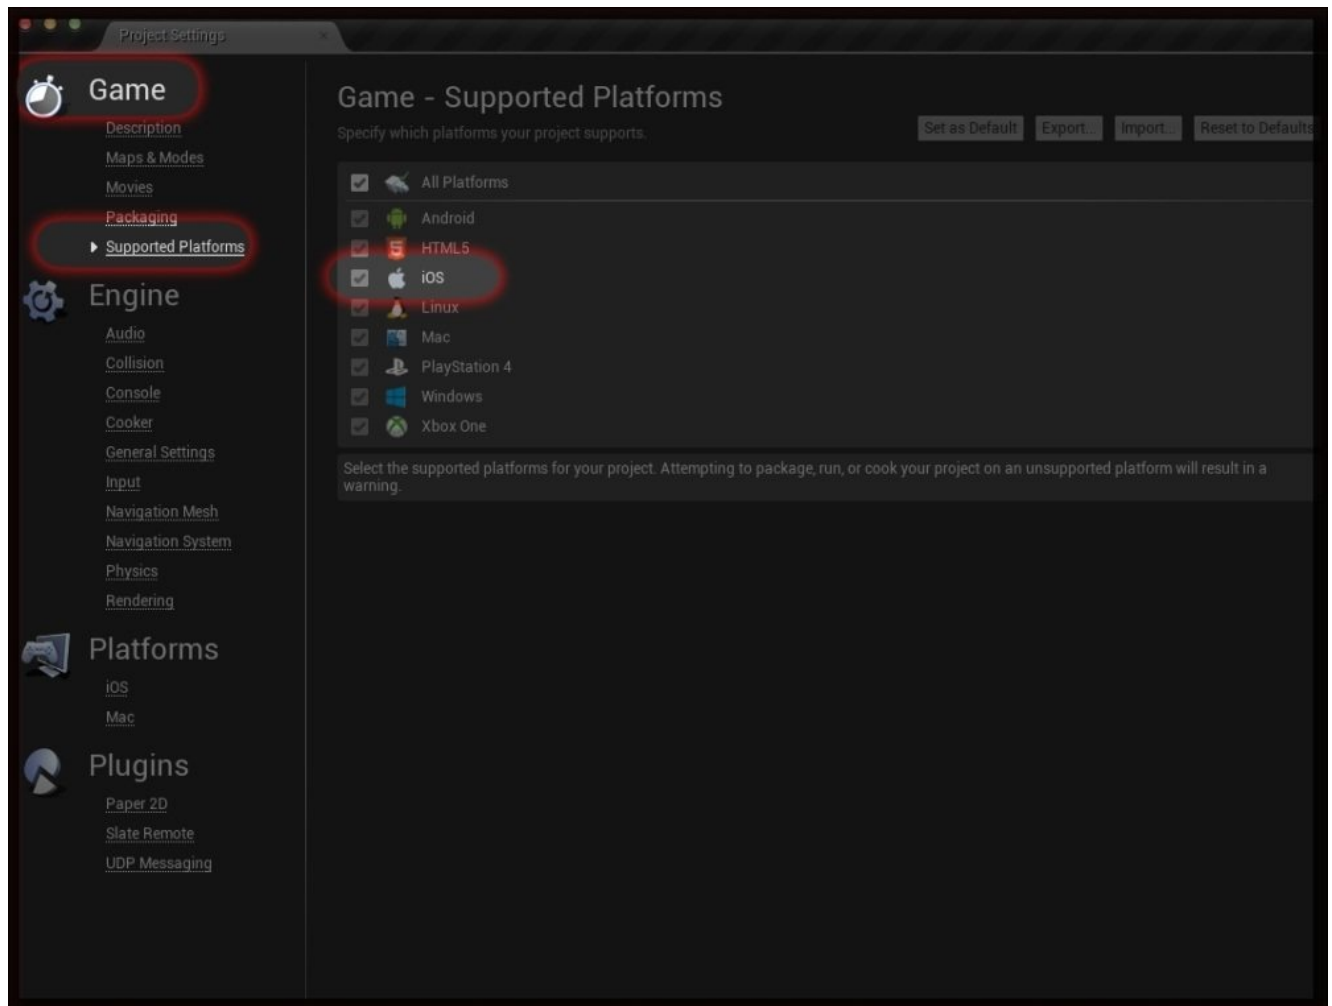 Project Settings
Game
Description
Maps & Modes
Movies
Packaging
Supported Platforms
Engine
Audio
Collision
Console
Cooker
General Settings
Input
Navigation Mesh
Navigation System
Physics
Rendering
Platforms
iOS
Mac
Plugins
Paper 2D
Slate Remote
UDP Messaging
Game - Supported Platforms
Specify which platforms your project supports.
Set as Default Export... Import... Reset to Defaults
All Platforms
Android
HTML5
iOS
Linux
Mac
PlayStation 4
Windows
Xbox One
Select the supported platforms for your project. Attempting to package, run, or cook your project on an unsupported platform will result in a
warning.